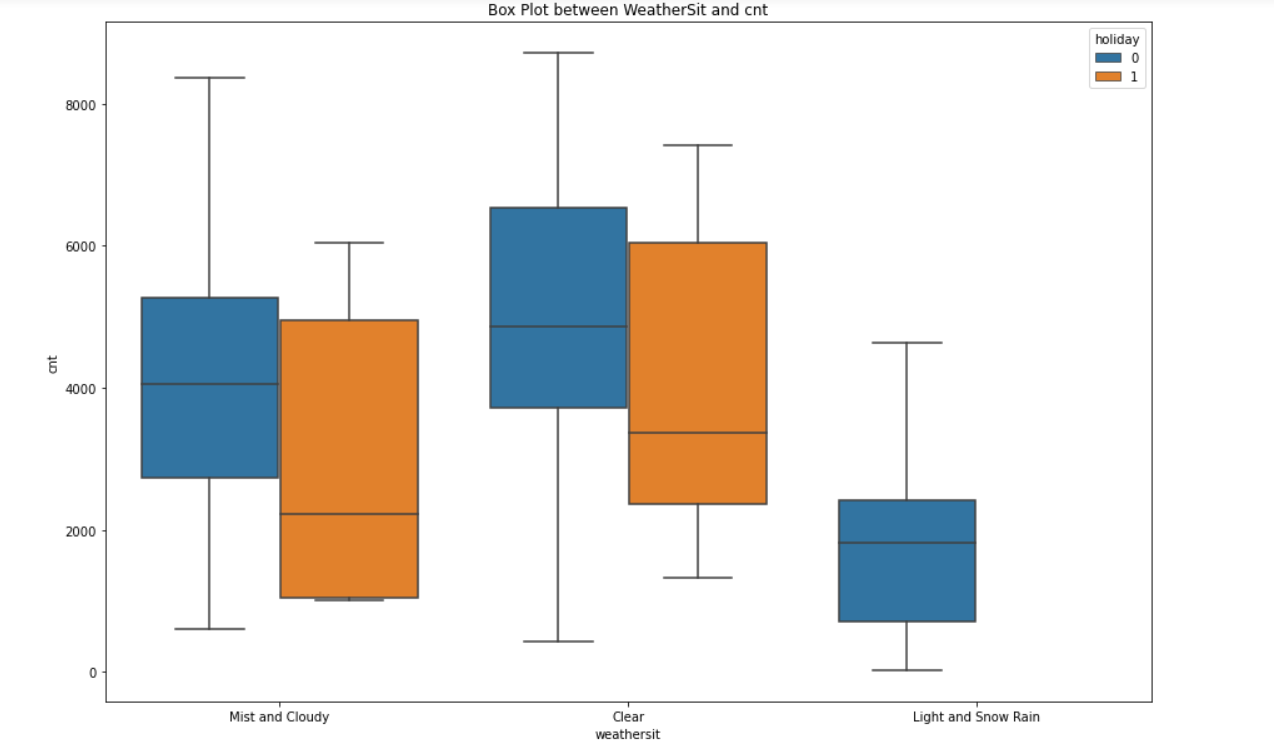 Box Plot between WeatherSit and cnt
holiday
0
1
8000
6000
4000
2000
0
cnt
Mist and Cloudy
Clear
Light and Snow Rain
weathersit